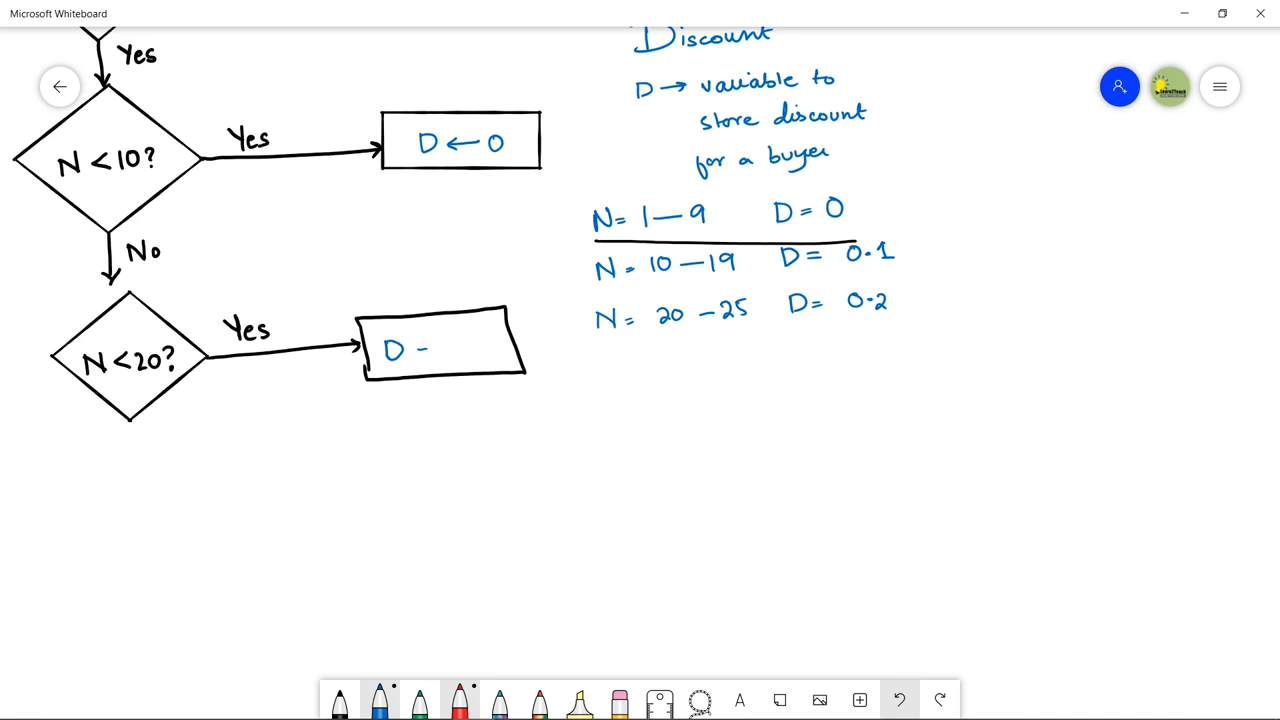 Microsoft Whiteboard
Yes
N < 10?
Yes
D ← 0
No
N < 20?
Yes
D -
Discount
D → variable to
store discount
for a buyer
N = 1 — 9 D = 0
N = 10 — 19 D = 0.1
N = 20 – 25 D = 0.2
A